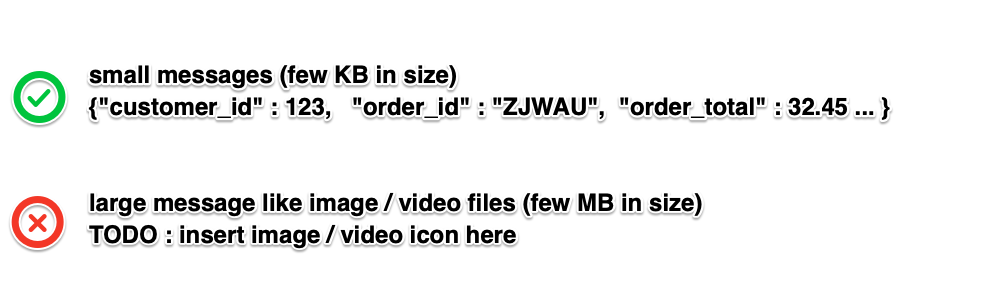 small messages (few KB in size)
{"customer_id" : 123, "order_id" : "ZJWAU", "order_total" : 32.45 ... }
large message like image / video files (few MB in size)
TODO : insert image / video icon here